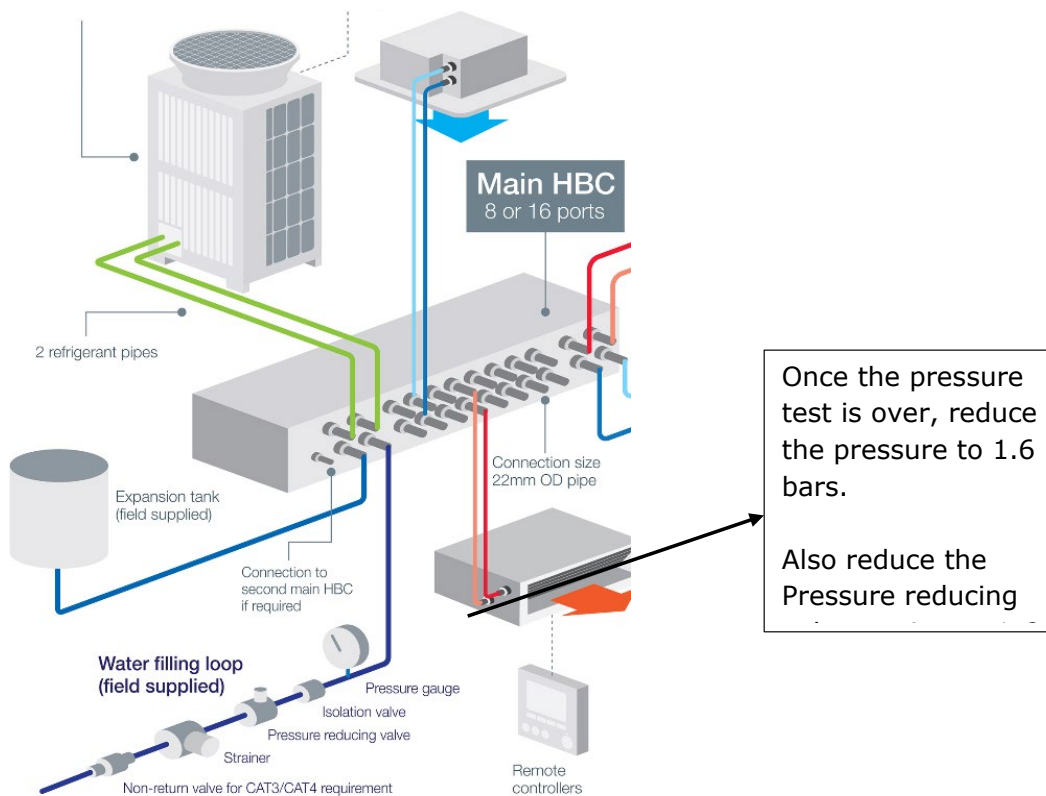 Main HBC
8 or 16 ports
2 refrigerant pipes
Expansion tank
(field supplied)
Connection size
22mm OD pipe
Connection to
second main HBC
if required
Water filling loop
(field supplied)
Pressure gauge
Isolation valve
Pressure reducing valve
Strainer
Non-return valve for CAT3/CAT4 requirement
Remote
controllers
Once the pressure
test is over, reduce
the pressure to 1.6
bars.
Also reduce the
Pressure reducing